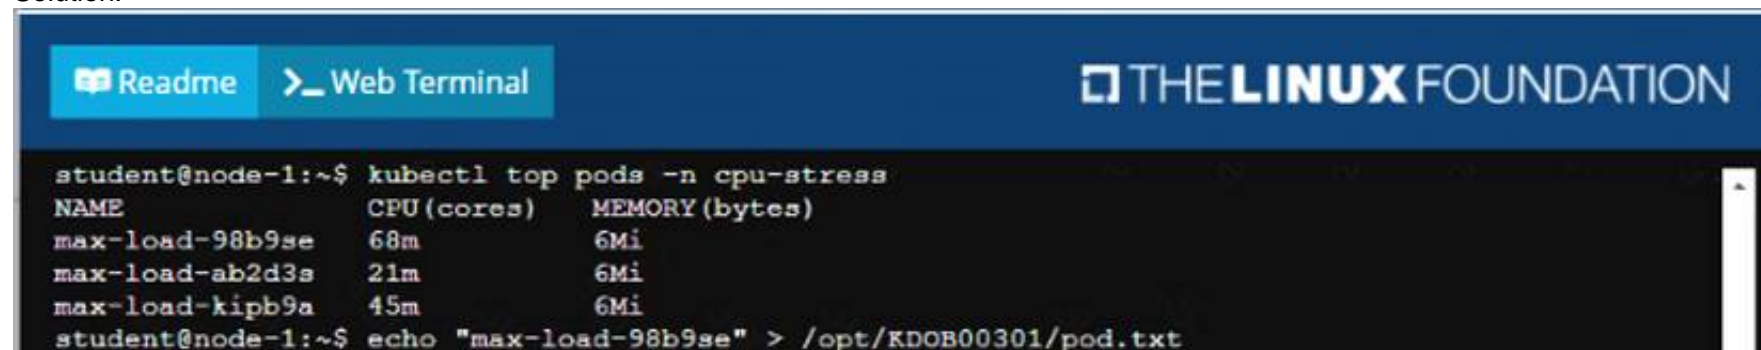 Solution:
Readme
Web Terminal
THE LINUX FOUNDATION
student@node-1:~$ kubectl top pods -n cpu-stress
NAME CPU(cores) MEMORY(bytes)
max-load-98b9se 68m 6Mi
max-load-ab2d3s 21m 6Mi
max-load-kipb9a 45m 6Mi
student@node-1:~$ echo "max-load-98b9se" > /opt/KDOB00301/pod.txt